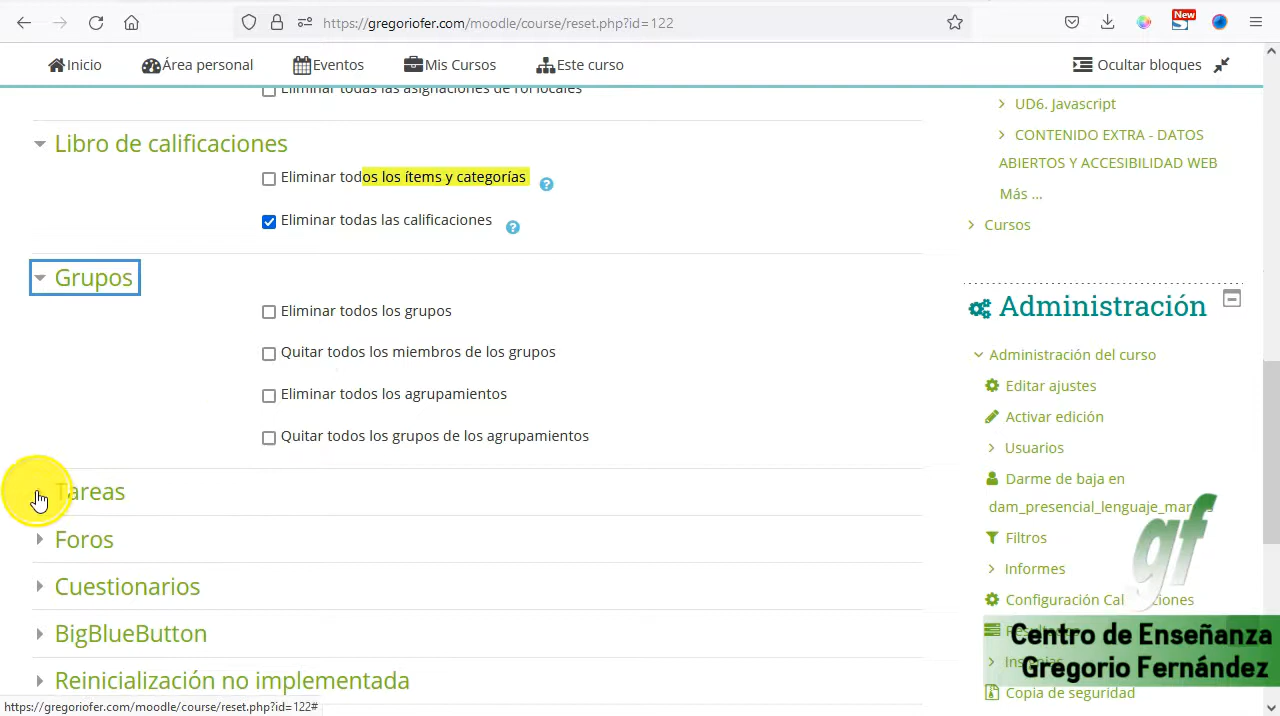 https://gregoriofer.com/moodle/course/reset.php?id=122
New
Inicio
Área personal
Eventos
Mis Cursos
Este curso
Ocultar bloques
Eliminar todas las asignaciones de rol locales
Libro de calificaciones
Eliminar todos los ítems y categorías
Eliminar todas las calificaciones
Grupos
Eliminar todos los grupos
Quitar todos los miembros de los grupos
Eliminar todos los agrupamientos
Quitar todos los grupos de los agrupamientos
Tareas
Foros
Cuestionarios
BigBlueButton
Reinicialización no implementada
https://gregoriofer.com/moodle/course/reset.php?id=122#
UD6. Javascript
CONTENIDO EXTRA - DATOS
ABIERTOS Y ACCESIBILIDAD WEB
Más ...
Cursos
Administración
Administración del curso
Editar ajustes
Activar edición
Usuarios
Darme de baja en
Filtros
Informes
Configuración
Copia de seguridad
gf
Centro de Enseñanza
Gregorio Fernández